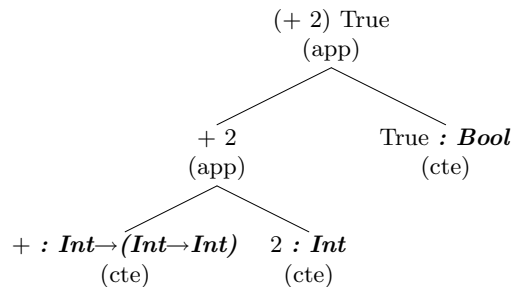 (+ 2) True
(app)
+ 2
(app)
True : Bool
(cte)
+ : Int→(Int→Int)
(cte)
2 : Int
(cte)